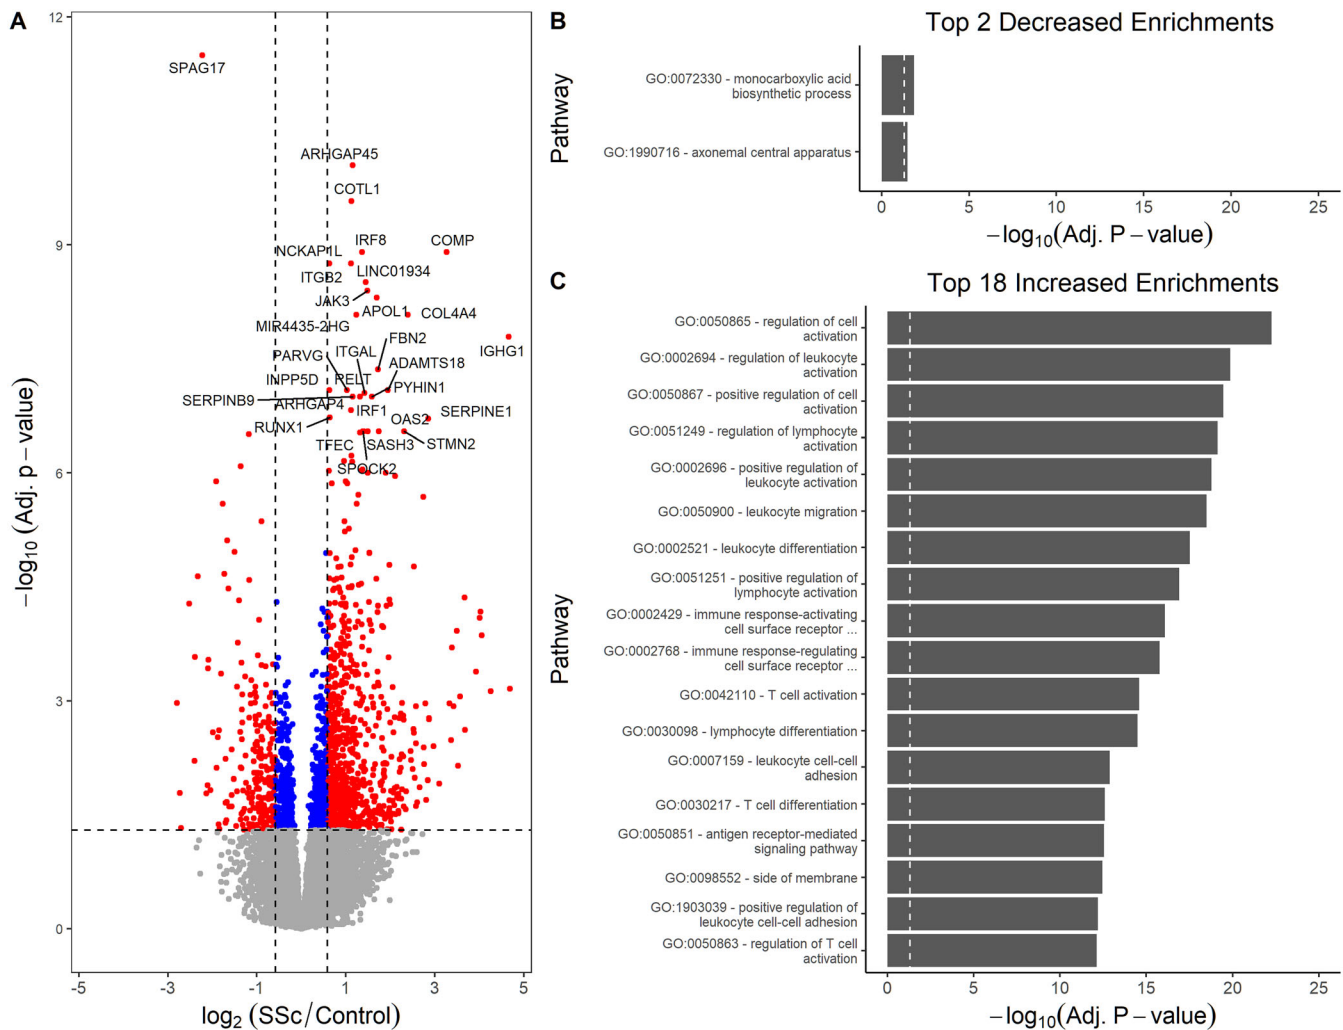 A
12
9
6
3
0
-5
-3
-1
1
3
5
−log10 (Adj. p−value)
log2 (SSc/Control)
SPAG17
ARHGAP45
COTL1
IRF8
COMP
NCKAP1L
ITGB2
LINC01934
JAK3
APOL1
COL4A4
MIR4435-2HG
FBN2
IGHG1
PARVG
ITGAL
ADAMTS18
INPP5D
PELT
PYHIN1
SERPINB9
ARHGAP4
IRF1
SERPINE1
RUNX1
OAS2
TFEC
SASH3
STMN2
SPOCK2
B
Top 2 Decreased Enrichments
Pathway
GO:0072330 - monocarboxylic acid
biosynthetic process
GO:1990716 - axonemal central apparatus
0 5 10 15 20 25
−log10(Adj. P−value)
C
Top 18 Increased Enrichments
Pathway
GO:0050865 - regulation of cell
activation
GO:0002694 - regulation of leukocyte
activation
GO:0050867 - positive regulation of
cell activation
GO:0051249 - regulation of lymphocyte
activation
GO:0002696 - positive regulation of
leukocyte activation
GO:0050900 - leukocyte migration
GO:0002521 - leukocyte differentiation
GO:0051251 - positive regulation of
lymphocyte activation
GO:0002429 - immune response-activating
cell surface receptor ...
GO:0002768 - immune response-regulating
cell surface receptor ...
GO:0042110 - T cell activation
GO:0030098 - lymphocyte differentiation
GO:0007159 - leukocyte cell-cell
adhesion
GO:0030217 - T cell differentiation
GO:0050851 - antigen receptor-mediated
signaling pathway
GO:0098552 - side of membrane
GO:1903039 - positive regulation of
leukocyte cell-cell adhesion
GO:0050863 - regulation of T cell
activation
0 5 10 15 20 25
−log10(Adj. P−value)